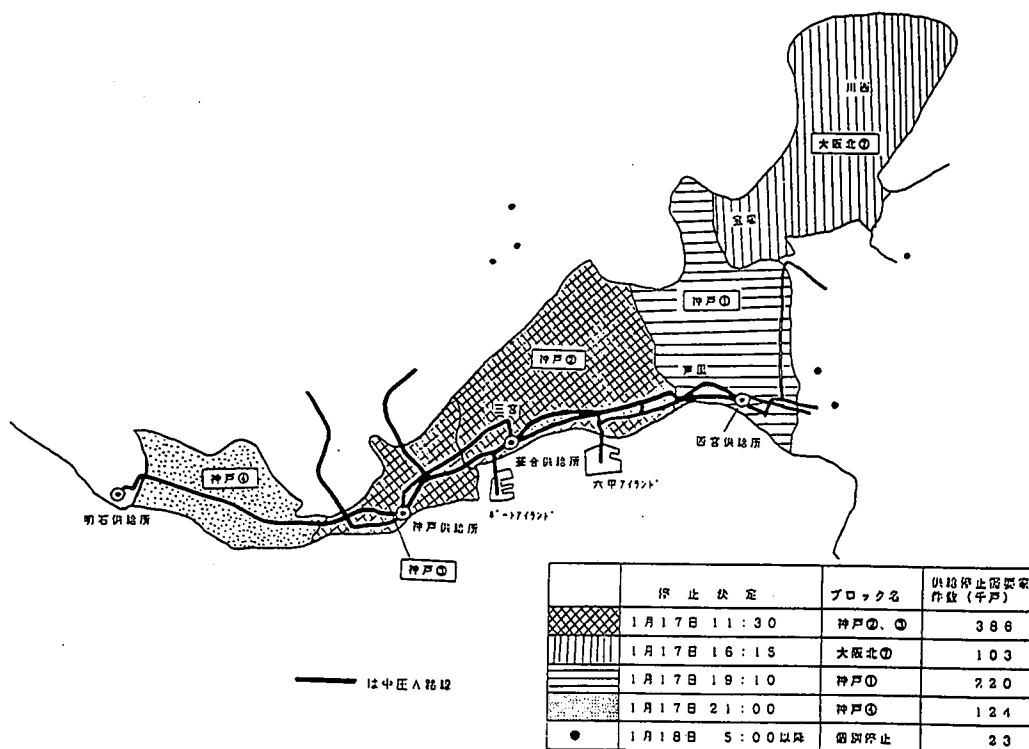 川西
大阪北⑦
宝塚
神戸①
神戸②
芦屋
三宮
西宮供給所
葺合供給所
六甲アイランド
ポートアイランド
神戸④
明石供給所
神戸供給所
神戸③
は中圧A路線
停止決定 ブロック名 供給停止需要家件数(千戸)
1月17日 11:30 神戸②、③ 386
1月17日 16:15 大阪北⑦ 103
1月17日 19:10 神戸① 220
1月17日 21:00 神戸④ 124
1月18日 5:00以降 個別停止 23